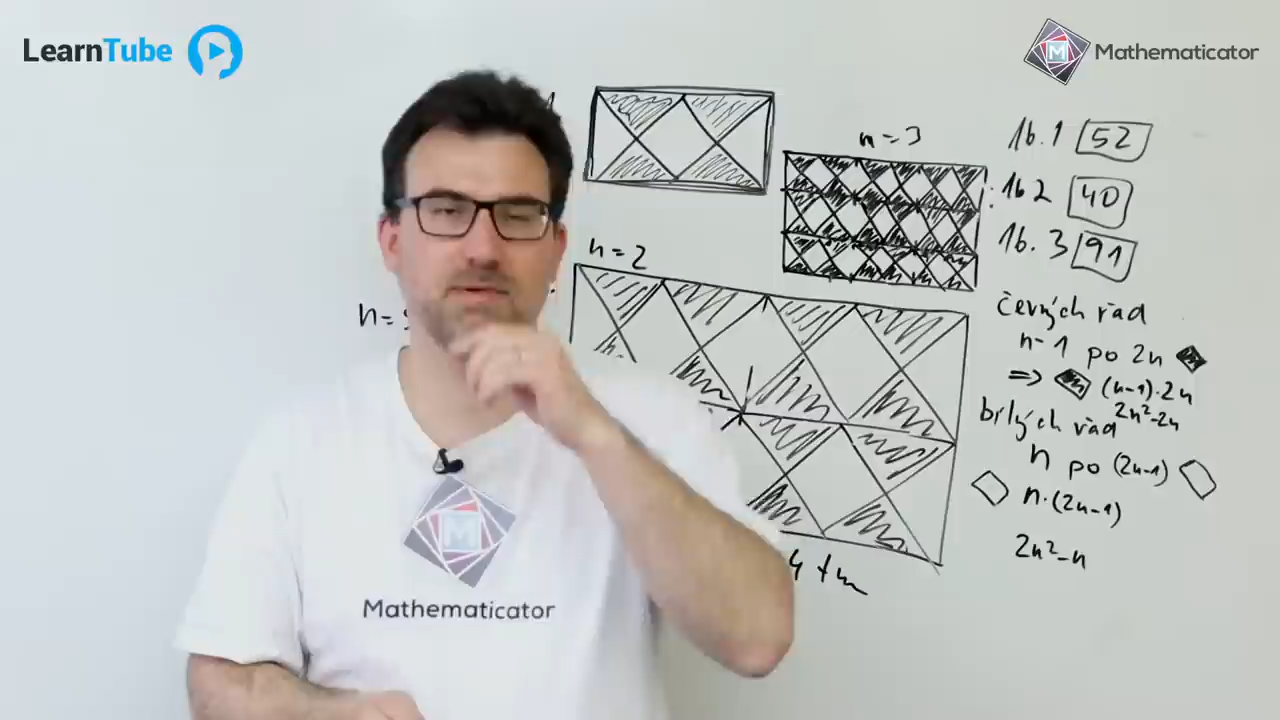 LearnTube
Mathematicator
n=3
n=2
n=
16.1 52
16.2 40
16.3 91
černých řad
n-1 po 2n
=> (n-1).2n
2n²-2n
bílých řad
n po (2n-1)
n.(2n-1)
2n²-n
Mathematicator